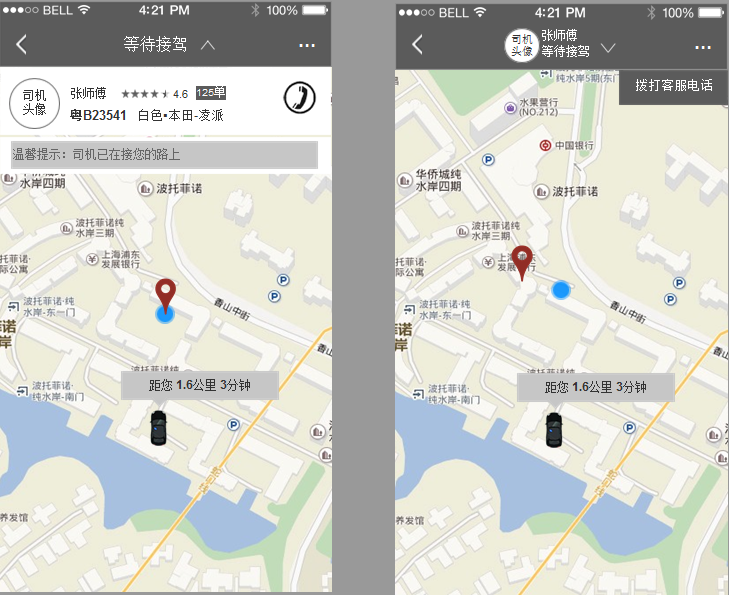 BELL
4:21 PM
100%
等待接驾
司机
头像
张师傅
4.6
125单
粤B23541 白色▪本田-凌派
温馨提示：司机已在接您的路上
水岸四期
波托菲诺
波托菲诺纯
水岸三期
上海浦东
发展银行
P
P
波托菲诺·纯
水岸-东一门
香山中街
诺
岸
波托菲诺纯
距您 1.6公里 3分钟
波托菲诺·
纯水岸-南门
P
养发馆
BELL
4:21 PM
100%
司机
头像
张师傅
等待接驾
拨打客服电话
纯水岸5期(东门)
水果营行
(NO.212)
中国银行
P
华侨城纯
水岸四期
波托菲诺
波托菲诺纯
水岸三期
托菲诺·
际公寓
发展银行
P
P
波托菲诺·纯
水岸-东一门
香山中街
诺
岸
距您 1.6公里 3分钟
波托菲诺·
纯水岸-南门
P
养发馆